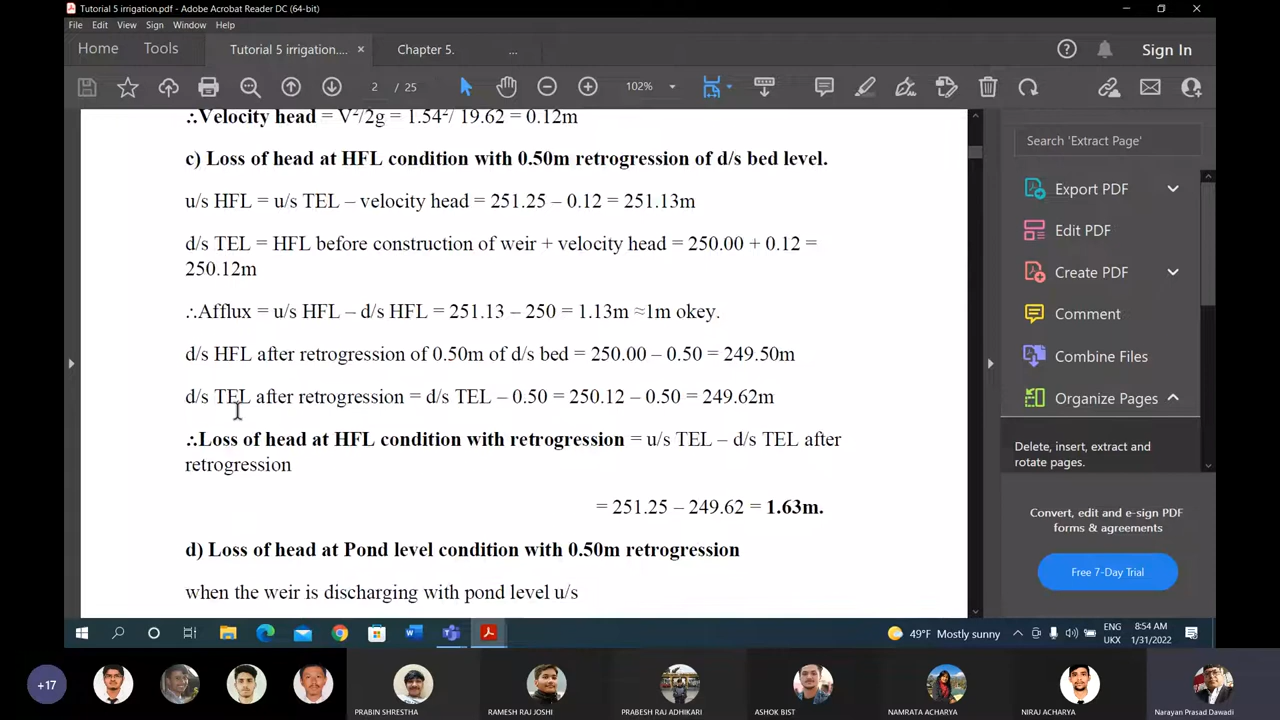 Tutorial 5 irrigation.pdf - Adobe Acrobat Reader DC (64-bit)
File Edit View Sign Window Help
Home Tools Tutorial 5 irrigation.... × Chapter 5. ... Sign In
2 / 25 102%
∴Velocity head = V²/2g = 1.54²/ 19.62 = 0.12m
c) Loss of head at HFL condition with 0.50m retrogression of d/s bed level.
u/s HFL = u/s TEL – velocity head = 251.25 – 0.12 = 251.13m
d/s TEL = HFL before construction of weir + velocity head = 250.00 + 0.12 =
250.12m
∴Afflux = u/s HFL – d/s HFL = 251.13 – 250 = 1.13m ≈1m okey.
d/s HFL after retrogression of 0.50m of d/s bed = 250.00 – 0.50 = 249.50m
d/s TEL after retrogression = d/s TEL – 0.50 = 250.12 – 0.50 = 249.62m
∴Loss of head at HFL condition with retrogression = u/s TEL – d/s TEL after
retrogression
= 251.25 – 249.62 = 1.63m.
d) Loss of head at Pond level condition with 0.50m retrogression
when the weir is discharging with pond level u/s
Search 'Extract Page'
Export PDF
Edit PDF
Create PDF
Comment
Combine Files
Organize Pages
Delete, insert, extract and
rotate pages.
Convert, edit and e-sign PDF
forms & agreements
Free 7-Day Trial
49°F Mostly sunny
ENG
UKX
8:54 AM
1/31/2022
+17
PRABIN SHRESTHA
RAMESH RAJ JOSHI
PRABESH RAJ ADHIKARI
ASHOK BIST
NAMRATA ACHARYA
NIRAJ ACHARYA
Narayan Prasad Dawadi